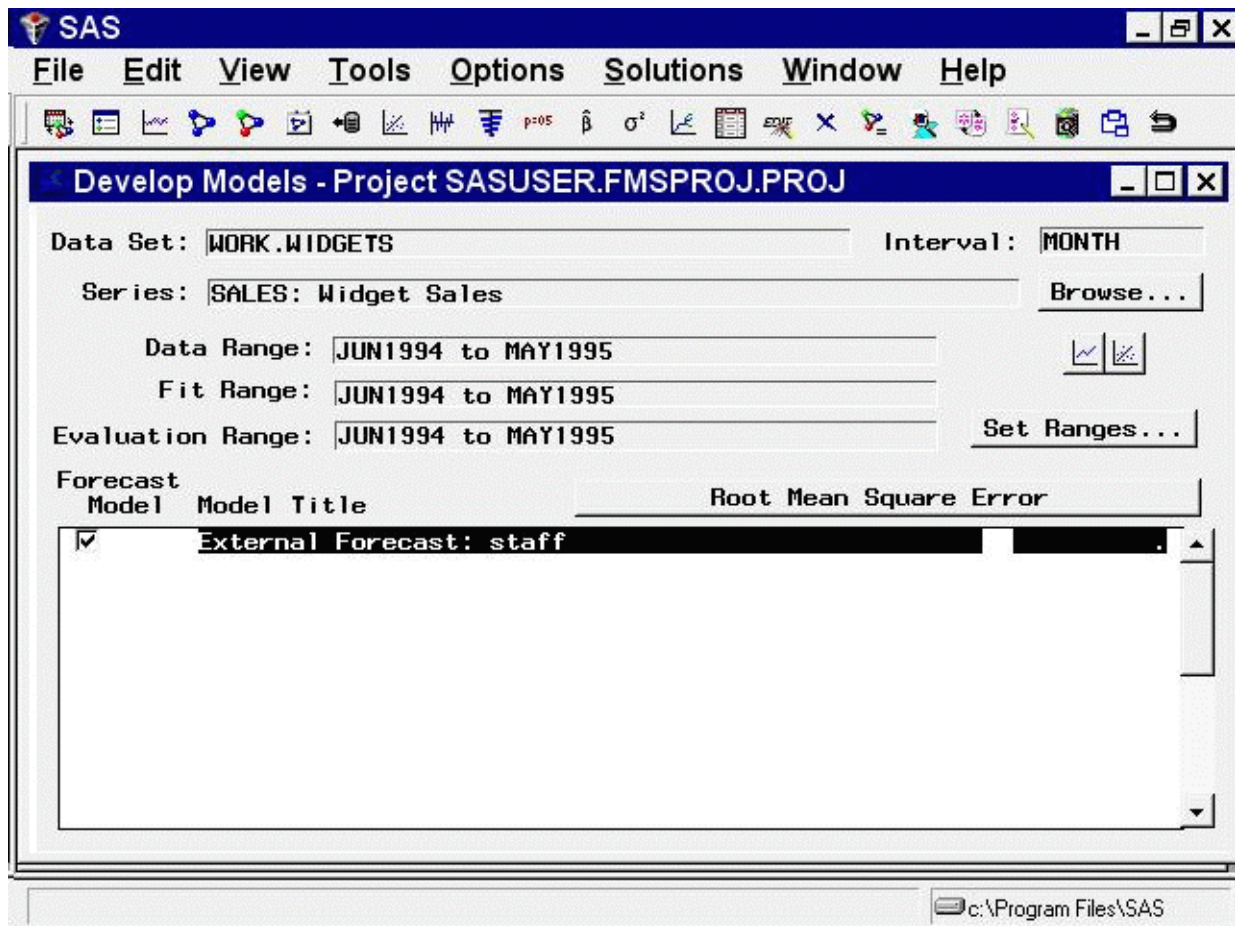 SAS
File Edit View Tools Options Solutions Window Help
p=05 β̂ σ² EDIT
Develop Models - Project SASUSER.FMSPROJ.PROJ
Data Set: WORK.WIDGETS Interval: MONTH
Series: SALES: Widget Sales Browse...
Data Range: JUN1994 to MAY1995
Fit Range: JUN1994 to MAY1995
Evaluation Range: JUN1994 to MAY1995 Set Ranges...
Forecast
Model Model Title Root Mean Square Error
External Forecast: staff .
c:\Program Files\SAS